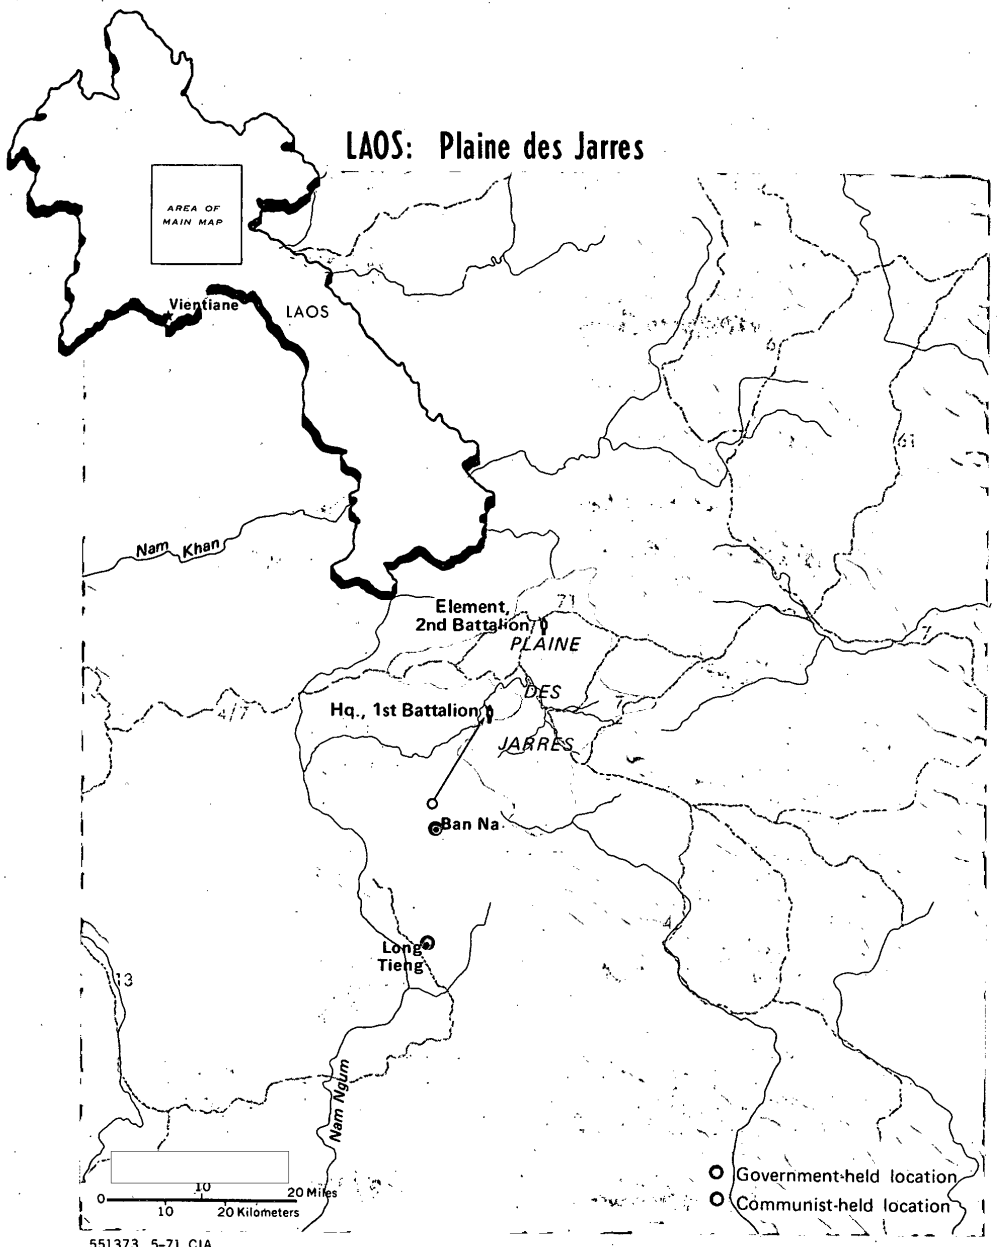 LAOS: Plaine des Jarres
AREA OF
MAIN MAP
Vientiane
LAOS
6
61
Nam Khan
Element,
2nd Battalion
71
7
PLAINE
7
DES
7
4/7
Hq., 1st Battalion
JARRES
Ban Na
4
Long
Tieng
13
Nam Ngum
Government-held location
Communist-held location
10
0 20 Miles
10 20 Kilometers
551373 5-71 CIA